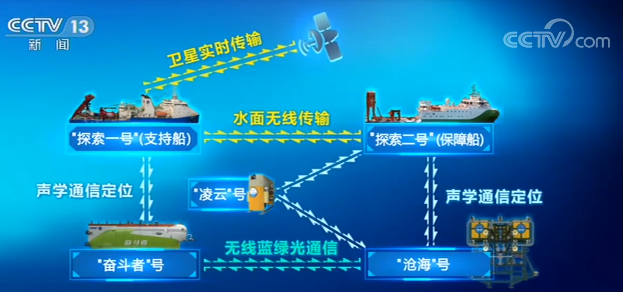 CCTV 13
新闻
CCTV.com
卫星实时传输
"探索一号"(支持船)
水面无线传输
"探索二号"(保障船)
声学通信定位
"凌云"号
声学通信定位
奋斗者
"奋斗者"号
无线蓝绿光通信
"沧海"号